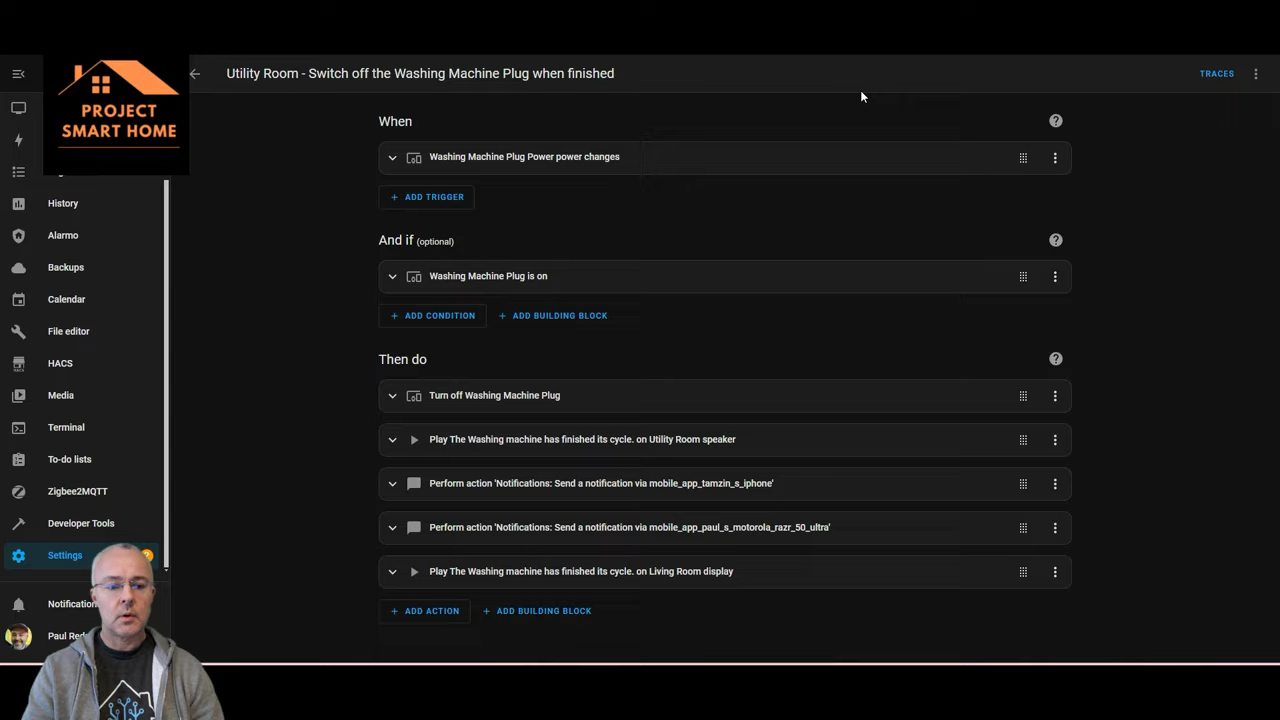 Utility Room - Switch off the Washing Machine Plug when finished
TRACES
PROJECT
SMART HOME
When
Washing Machine Plug Power power changes
+ ADD TRIGGER
And if (optional)
Washing Machine Plug is on
+ ADD CONDITION + ADD BUILDING BLOCK
Then do
Turn off Washing Machine Plug
Play The Washing machine has finished its cycle. on Utility Room speaker
Perform action 'Notifications: Send a notification via mobile_app_tamzin_s_iphone'
Perform action 'Notifications: Send a notification via mobile_app_paul_s_motorola_razr_50_ultra'
Play The Washing machine has finished its cycle. on Living Room display
+ ADD ACTION + ADD BUILDING BLOCK
History
Alarmo
Backups
Calendar
File editor
HACS
Media
Terminal
To-do lists
Zigbee2MQTT
Developer Tools
Settings
Paul